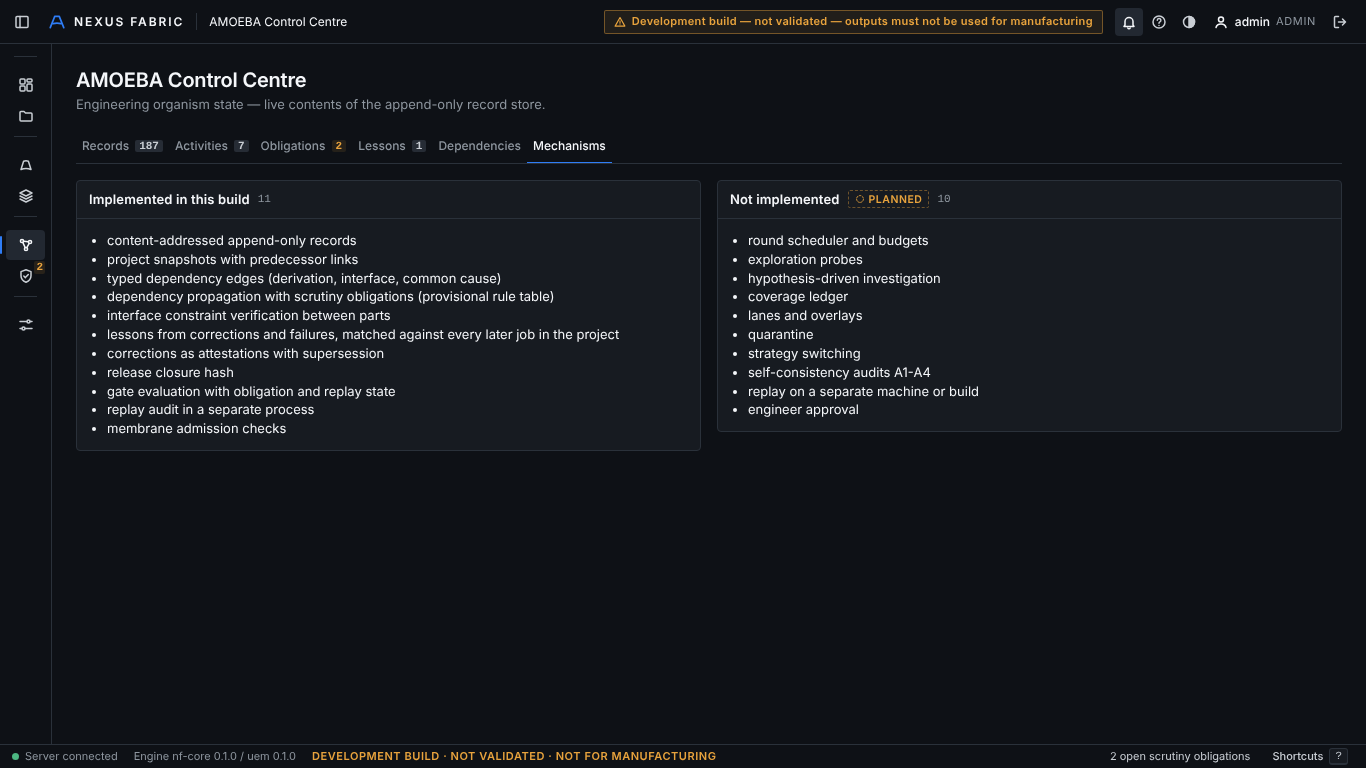 NEXUS FABRIC
AMOEBA Control Centre
Development build — not validated — outputs must not be used for manufacturing
admin ADMIN
AMOEBA Control Centre
Engineering organism state — live contents of the append-only record store.
Records 187 Activities 7 Obligations 2 Lessons 1 Dependencies Mechanisms
Implemented in this build 11
content-addressed append-only records
project snapshots with predecessor links
typed dependency edges (derivation, interface, common cause)
dependency propagation with scrutiny obligations (provisional rule table)
interface constraint verification between parts
lessons from corrections and failures, matched against every later job in the project
corrections as attestations with supersession
release closure hash
gate evaluation with obligation and replay state
replay audit in a separate process
membrane admission checks
Not implemented PLANNED 10
round scheduler and budgets
exploration probes
hypothesis-driven investigation
coverage ledger
lanes and overlays
quarantine
strategy switching
self-consistency audits A1-A4
replay on a separate machine or build
engineer approval
2
Server connected Engine nf-core 0.1.0 / uem 0.1.0 DEVELOPMENT BUILD · NOT VALIDATED · NOT FOR MANUFACTURING 2 open scrutiny obligations Shortcuts ?